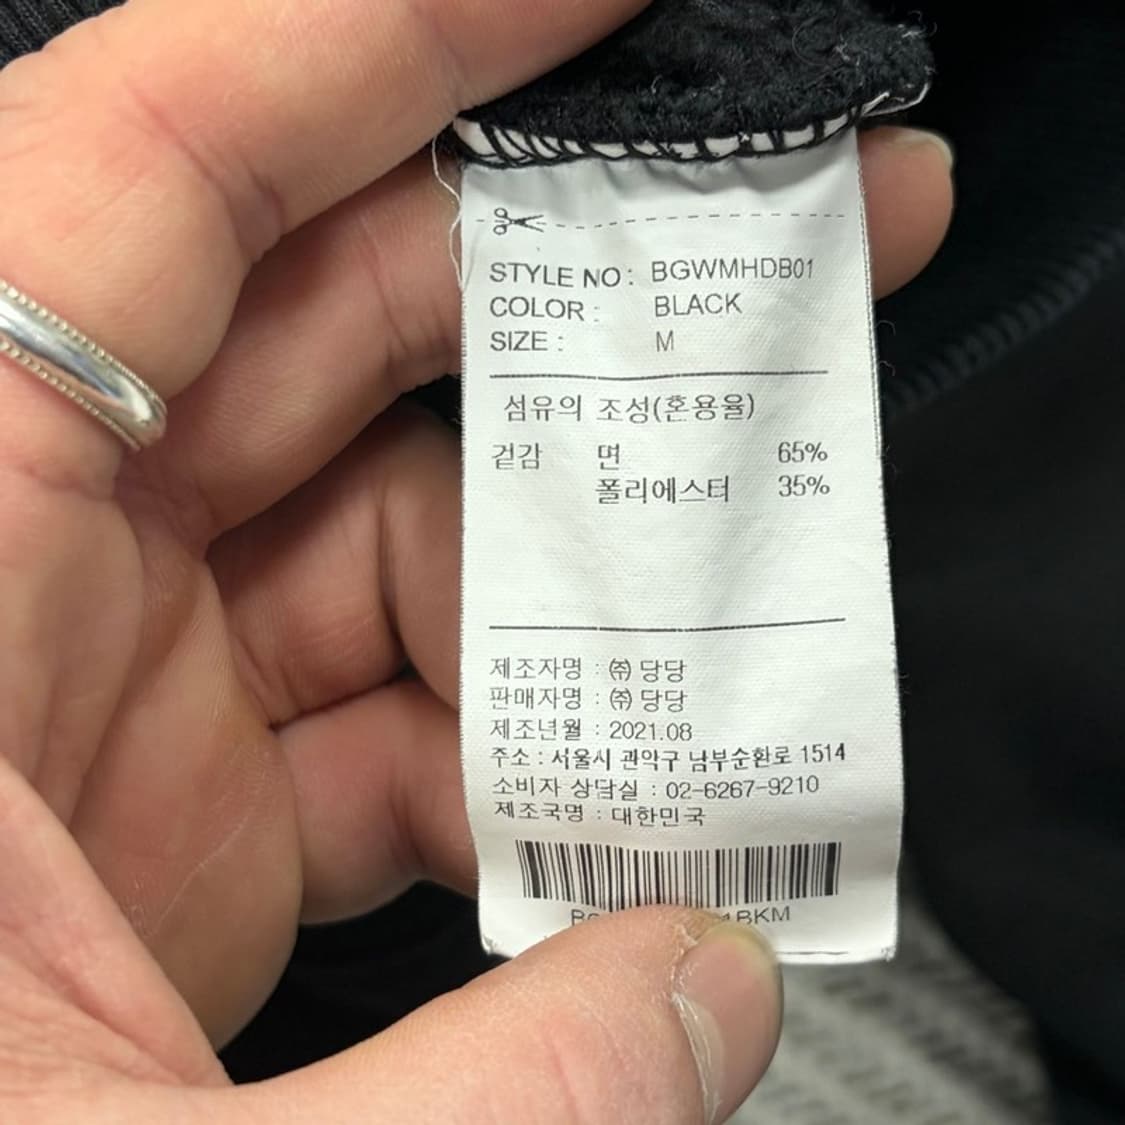 STYLE NO : BGWMHDB01
COLOR : BLACK
SIZE : M
섬유의 조성(혼용율)
겉감 면 65%
폴리에스터 35%
제조자명 : ㈜ 당당
판매자명 : ㈜ 당당
제조년월 : 2021.08
주소 : 서울시 관악구 남부순환로 1514
소비자 상담실 : 02-6267-9210
제조국명 : 대한민국